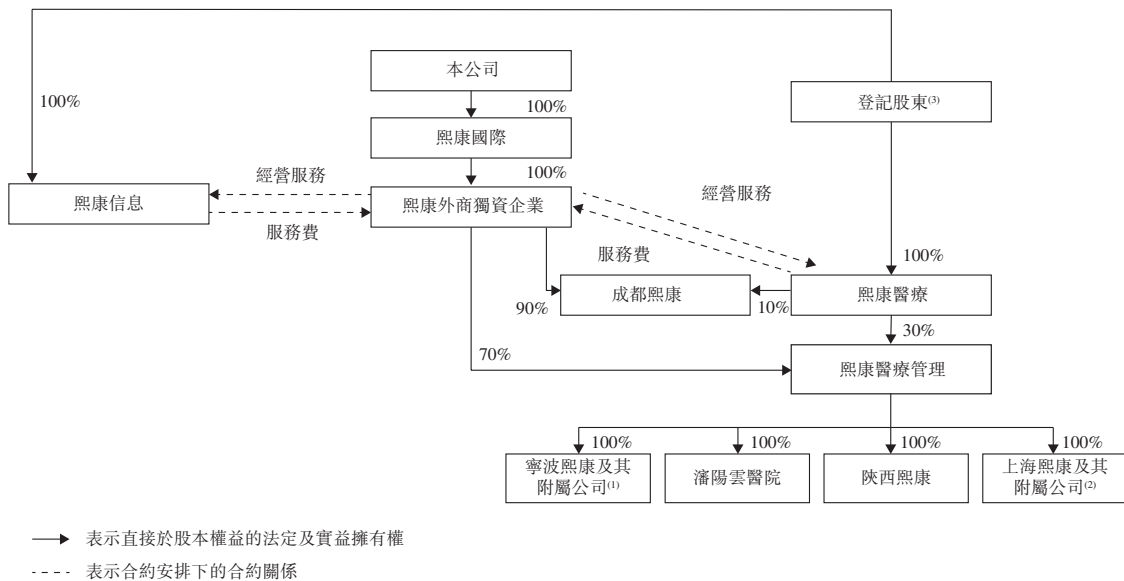 本公司
100%
登記股東(3)
100%
熙康國際
100%
經營服務
熙康信息
熙康外商獨資企業
經營服務
服務費
服務費
100%
成都熙康
熙康醫療
90%
10%
30%
70%
熙康醫療管理
100%
100%
100%
100%
寧波熙康及其
附屬公司(1)
瀋陽雲醫院
陝西熙康
上海熙康及其
附屬公司(2)
表示直接於股本權益的法定及實益擁有權
表示合約安排下的合約關係